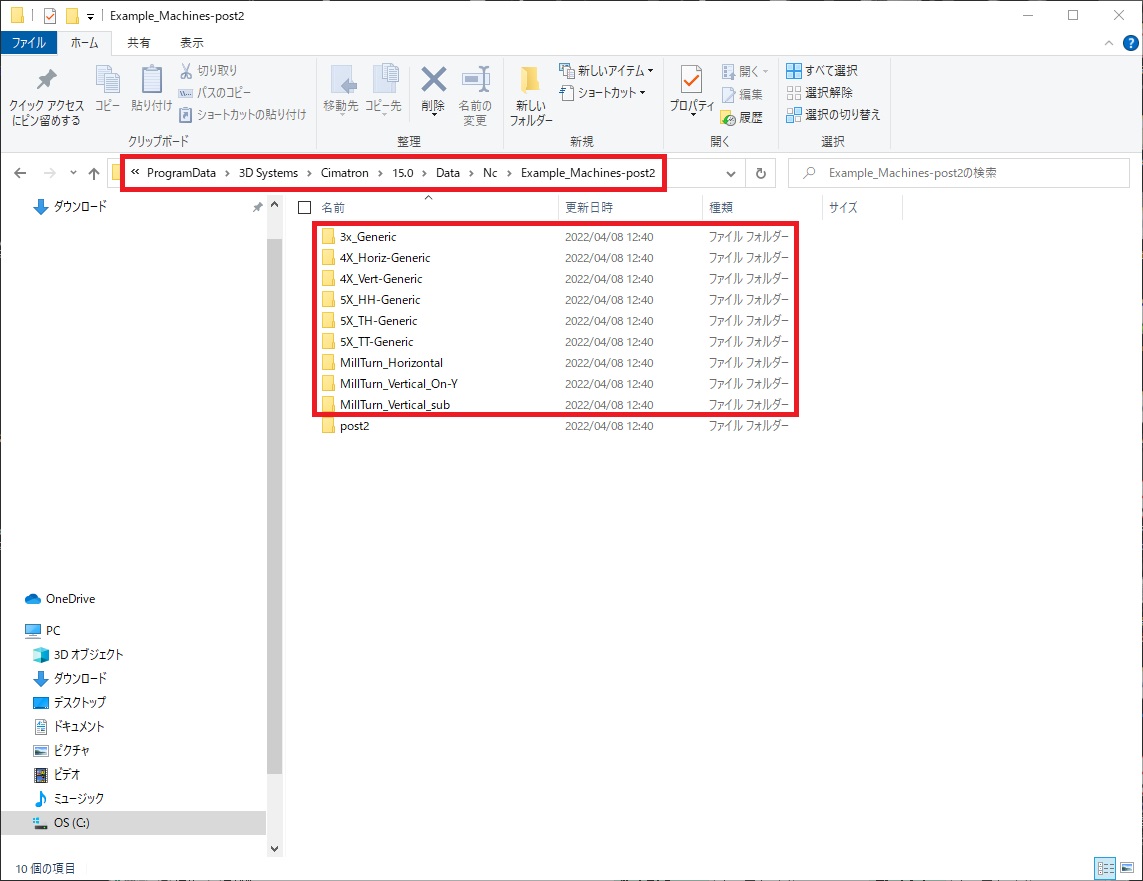 Example_Machines-post2
ファイル ホーム 共有 表示
クイック アクセス
にピン留めする
コピー
貼り付け
切り取り
パスのコピー
ショートカットの貼り付け
クリップボード
移動先
コピー先
削除
名前の
変更
整理
新しい
フォルダー
新しいアイテム
ショートカット
新規
プロパティ
開く
編集
履歴
開く
すべて選択
選択解除
選択の切り替え
選択
« ProgramData › 3D Systems › Cimatron › 15.0 › Data › Nc › Example_Machines-post2
Example_Machines-post2の検索
ダウンロード
OneDrive
PC
3D オブジェクト
ダウンロード
デスクトップ
ドキュメント
ピクチャ
ビデオ
ミュージック
OS (C:)
名前 更新日時 種類 サイズ
3x_Generic 2022/04/08 12:40 ファイル フォルダー
4X_Horiz-Generic 2022/04/08 12:40 ファイル フォルダー
4X_Vert-Generic 2022/04/08 12:40 ファイル フォルダー
5X_HH-Generic 2022/04/08 12:40 ファイル フォルダー
5X_TH-Generic 2022/04/08 12:40 ファイル フォルダー
5X_TT-Generic 2022/04/08 12:40 ファイル フォルダー
MillTurn_Horizontal 2022/04/08 12:40 ファイル フォルダー
MillTurn_Vertical_On-Y 2022/04/08 12:40 ファイル フォルダー
MillTurn_Vertical_sub 2022/04/08 12:40 ファイル フォルダー
post2 2022/04/08 12:40 ファイル フォルダー
10 個の項目